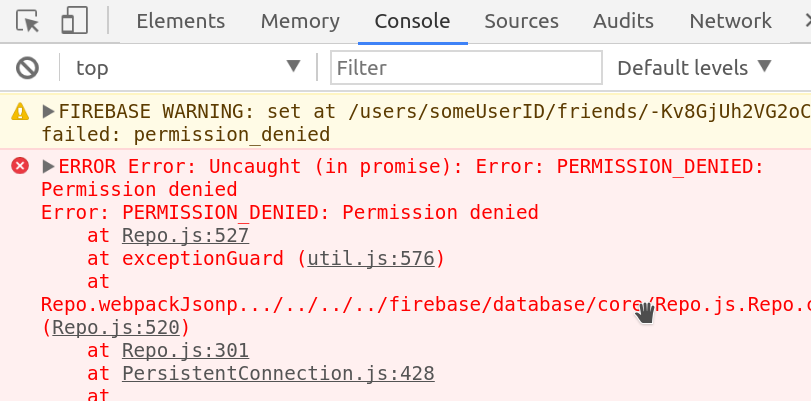 Elements Memory Console Sources Audits Network
top Filter Default levels
FIREBASE WARNING: set at /users/someUserID/friends/-Kv8GjUh2VG2oC
failed: permission_denied
ERROR Error: Uncaught (in promise): Error: PERMISSION_DENIED:
Permission denied
Error: PERMISSION_DENIED: Permission denied
at Repo.js:527
at exceptionGuard (util.js:576)
at
Repo.webpackJsonp.../../../../firebase/database/core/Repo.js.Repo.c
(Repo.js:520)
at Repo.js:301
at PersistentConnection.js:428
at